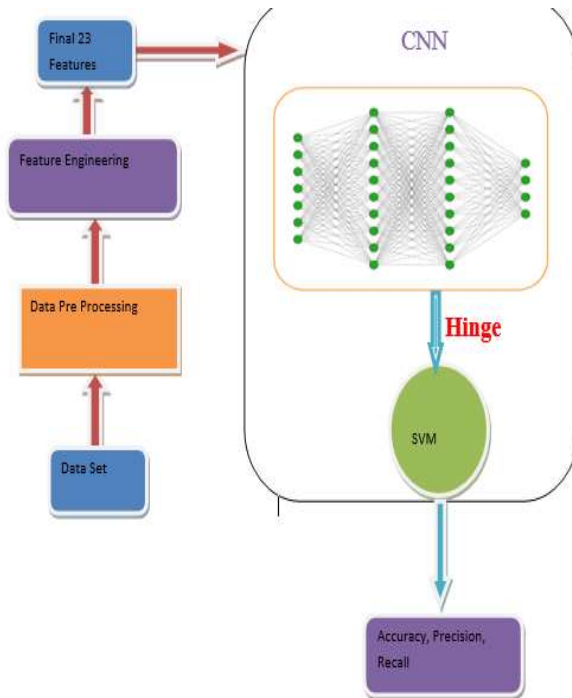 Final 23
Features
CNN
Feature Engineering
Data Pre Processing
Hinge
SVM
Data Set
Accuracy, Precision,
Recall